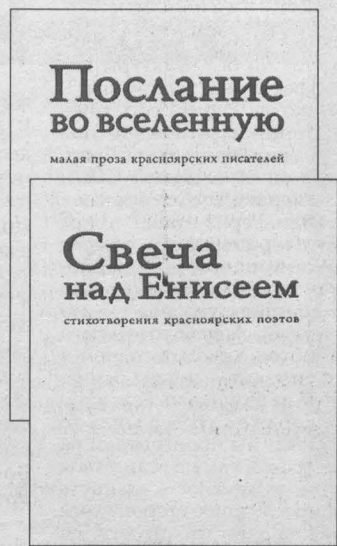 Послание
во вселенную
малая проза красноярских писателей
Свеча
над Енисеем
стихотворения красноярских поэтов